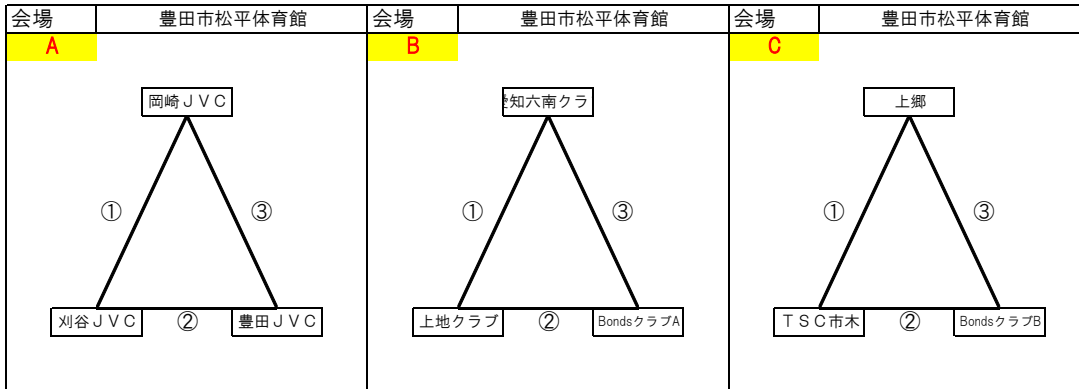 会場 豊田市松平体育館 会場 豊田市松平体育館 会場 豊田市松平体育館
A B C
岡崎ＪＶＣ 愛知六南クラ 上郷
① ③ ① ③ ① ③
刈谷ＪＶＣ ② 豊田ＪＶＣ 上地クラブ ② BondsクラブA ＴＳＣ市木 ② BondsクラブB